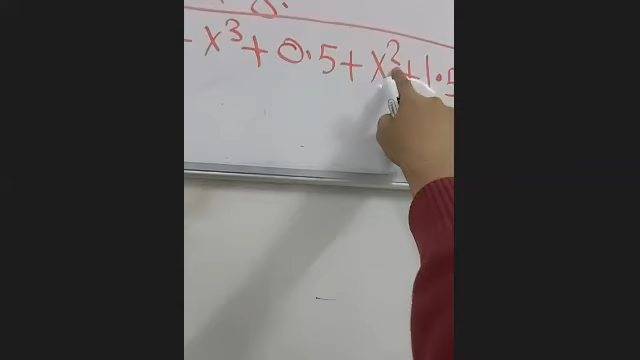 - x³ + 0.5 + x² + 1.5